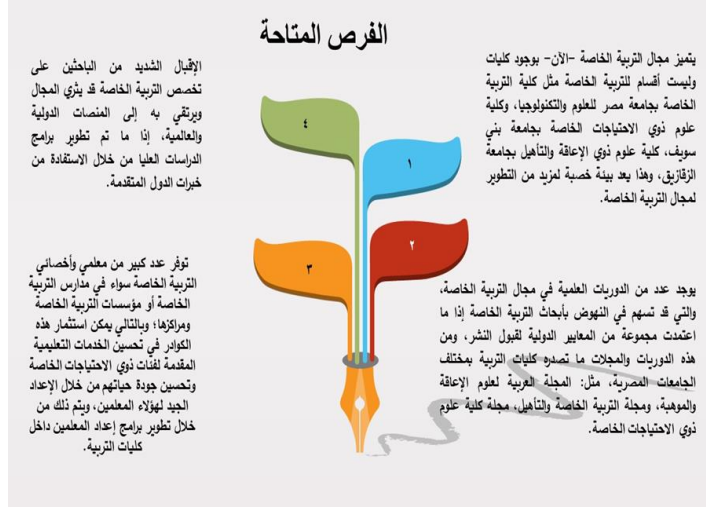 الفرص المتاحة
يتميز مجال التربية الخاصة -الآن- بوجود كليات
وليست أقسام للتربية الخاصة مثل كلية التربية
الخاصة بجامعة مصر للعلوم والتكنولوجيا، وكلية
علوم ذوي الاحتياجات الخاصة بجامعة بني
سويف، كلية علوم ذوي الإعاقة والتأهيل بجامعة
الزقازيق، وهذا يعد بيئة خصبة لمزيد من التطوير
لمجال التربية الخاصة.
١
يوجد عدد من الدوريات العلمية في مجال التربية الخاصة،
والتي قد تسهم في النهوض بأبحاث التربية الخاصة إذا ما
اعتمدت مجموعة من المعايير الدولية لقبول النشر، ومن
هذه الدوريات والمجلات ما تصدره كليات التربية بمختلف
الجامعات المصرية، مثل: المجلة العربية لعلوم الإعاقة
والموهبة، ومجلة التربية الخاصة والتأهيل، مجلة كلية علوم
ذوي الاحتياجات الخاصة.
٢
توفر عدد كبير من معلمي وأخصائي
التربية الخاصة سواء في مدارس التربية
الخاصة أو مؤسسات التربية الخاصة
ومراكزها؛ وبالتالي يمكن استثمار هذه
الكوادر في تحسين الخدمات التعليمية
المقدمة لفئات ذوي الاحتياجات الخاصة
وتحسين جودة حياتهم من خلال الإعداد
الجيد لهؤلاء المعلمين، ويتم ذلك من
خلال تطوير برامج إعداد المعلمين داخل
كليات التربية.
٣
الإقبال الشديد من الباحثين على
تخصص التربية الخاصة قد يثري المجال
ويرتقي به إلى المنصات الدولية
والعالمية، إذا ما تم تطوير برامج
الدراسات العليا من خلال الاستفادة من
خبرات الدول المتقدمة.
٤